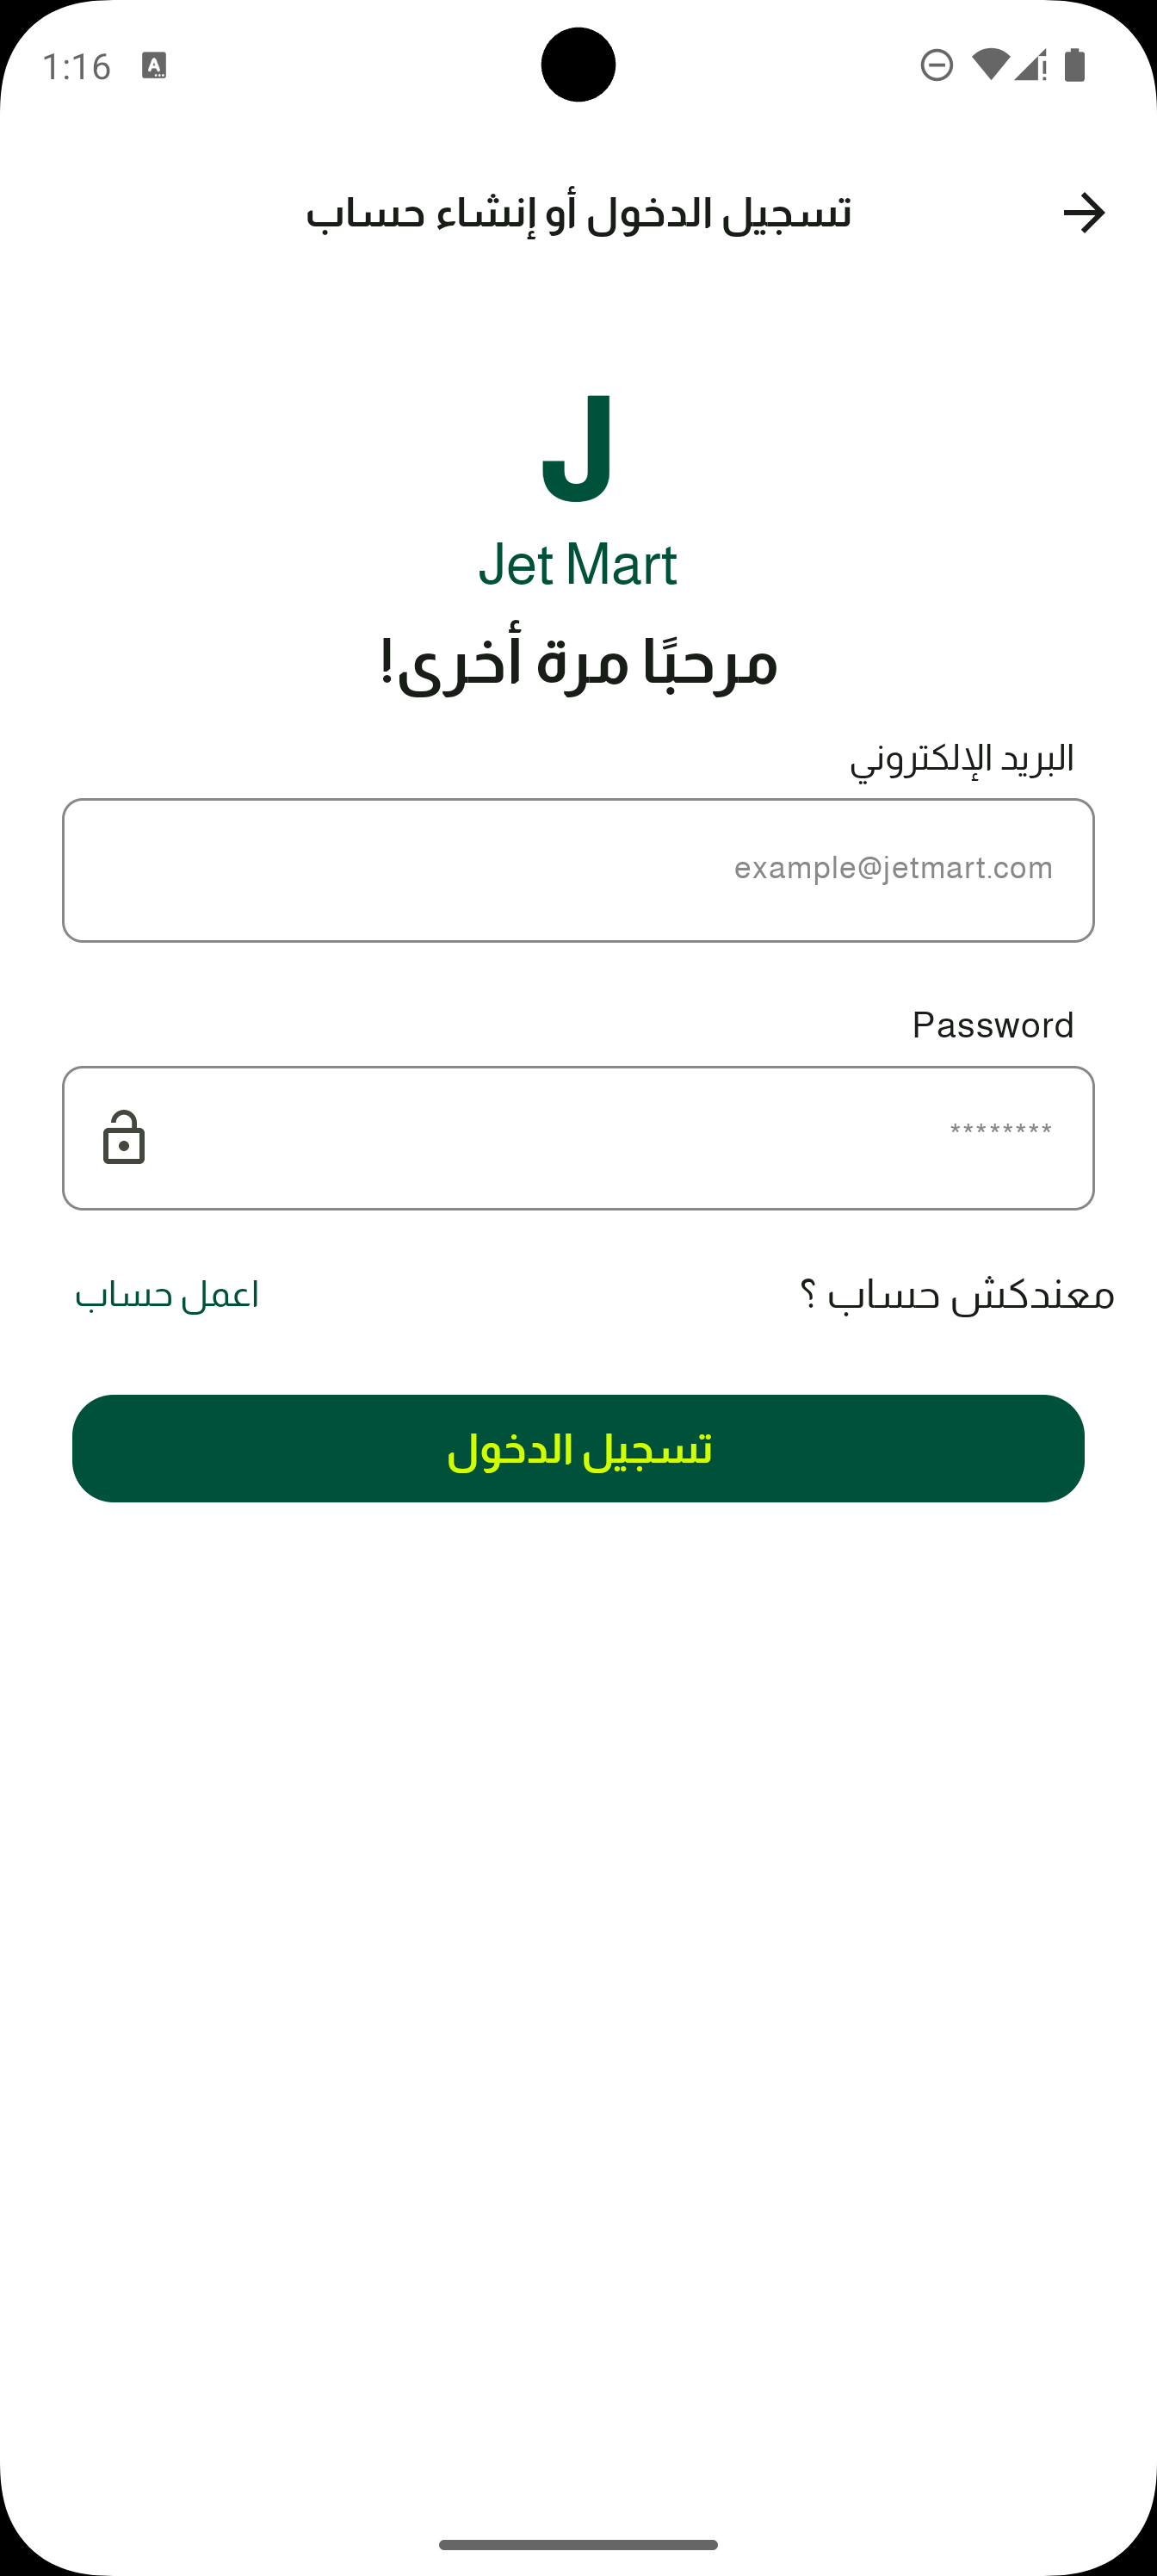 1:16
تسجيل الدخول أو إنشاء حساب
J
Jet Mart
مرحبًا مرة أخرى!
البريد الإلكتروني
example@jetmart.com
Password
********
معندكش حساب ؟ اعمل حساب
تسجيل الدخول